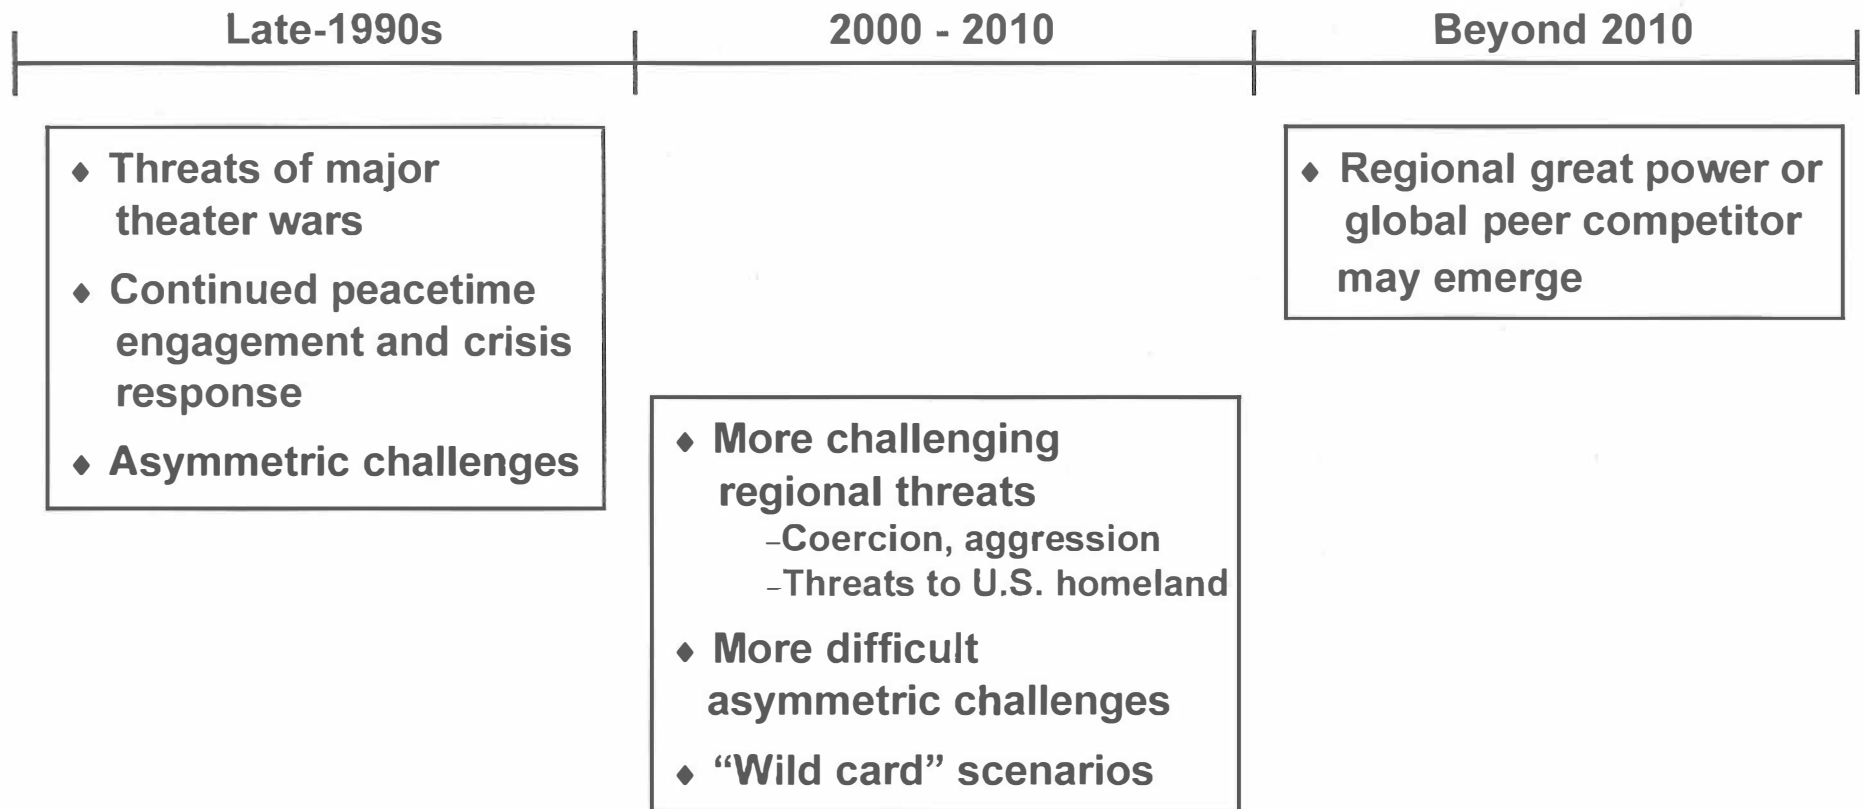 Late-1990s
2000 - 2010
Beyond 2010
♦ Threats of major
theater wars
♦ Continued peacetime
engagement and crisis
response
♦ Asymmetric challenges
♦ More challenging
regional threats
–Coercion, aggression
–Threats to U.S. homeland
♦ More difficult
asymmetric challenges
♦ “Wild card” scenarios
♦ Regional great power or
global peer competitor
may emerge